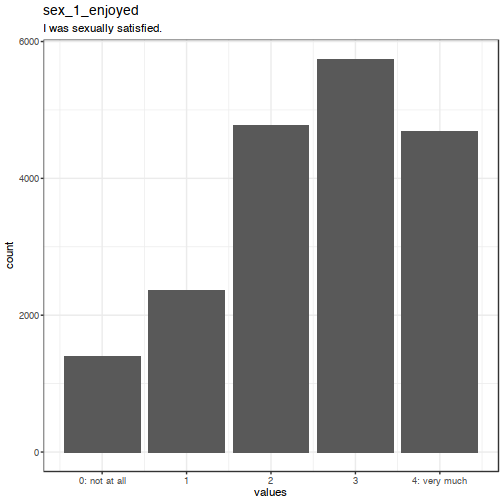 sex_1_enjoyed
I was sexually satisfied.
6000
4000
2000
0
count
0: not at all 1 2 3 4: very much
values